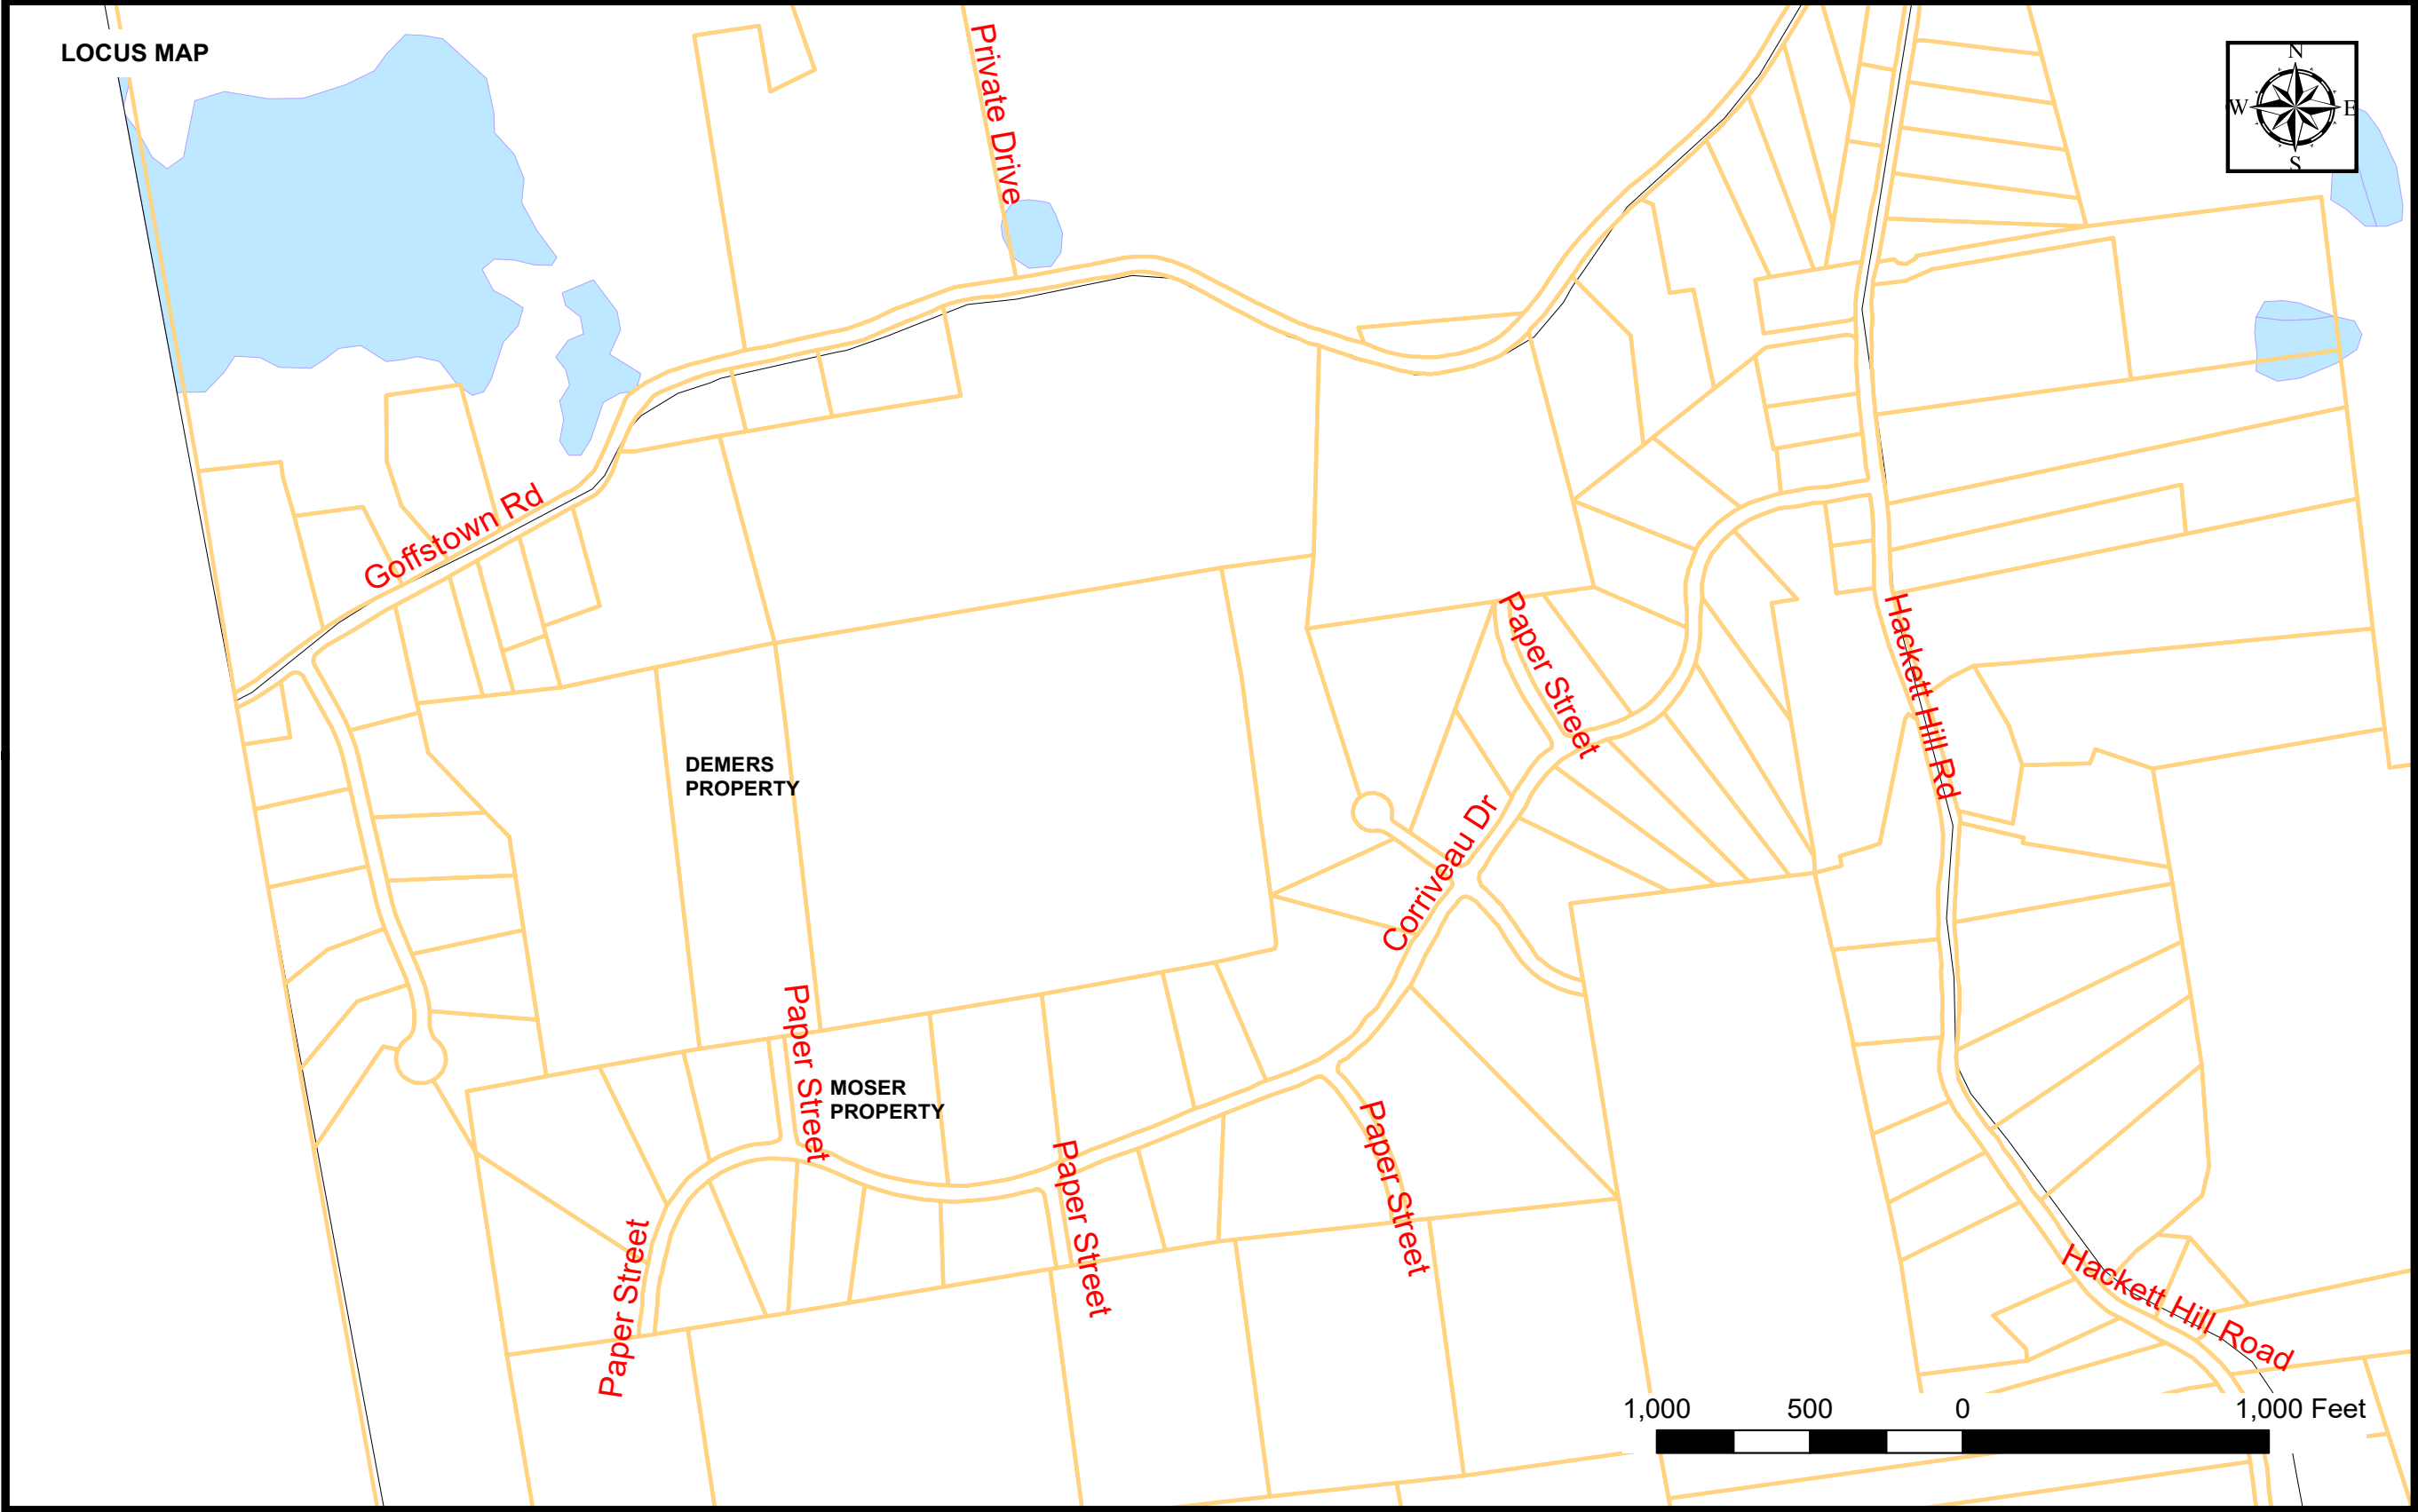 LOCUS MAP
Private Drive
N
W
E
S
Goffstown Rd
Paper Street
Hackett Hill Rd
DEMERS
PROPERTY
Corriveau Dr
Paper Street
MOSER
PROPERTY
Paper Street
Paper Street
Paper Street
Hackett Hill Road
1,000
500
0
1,000 Feet